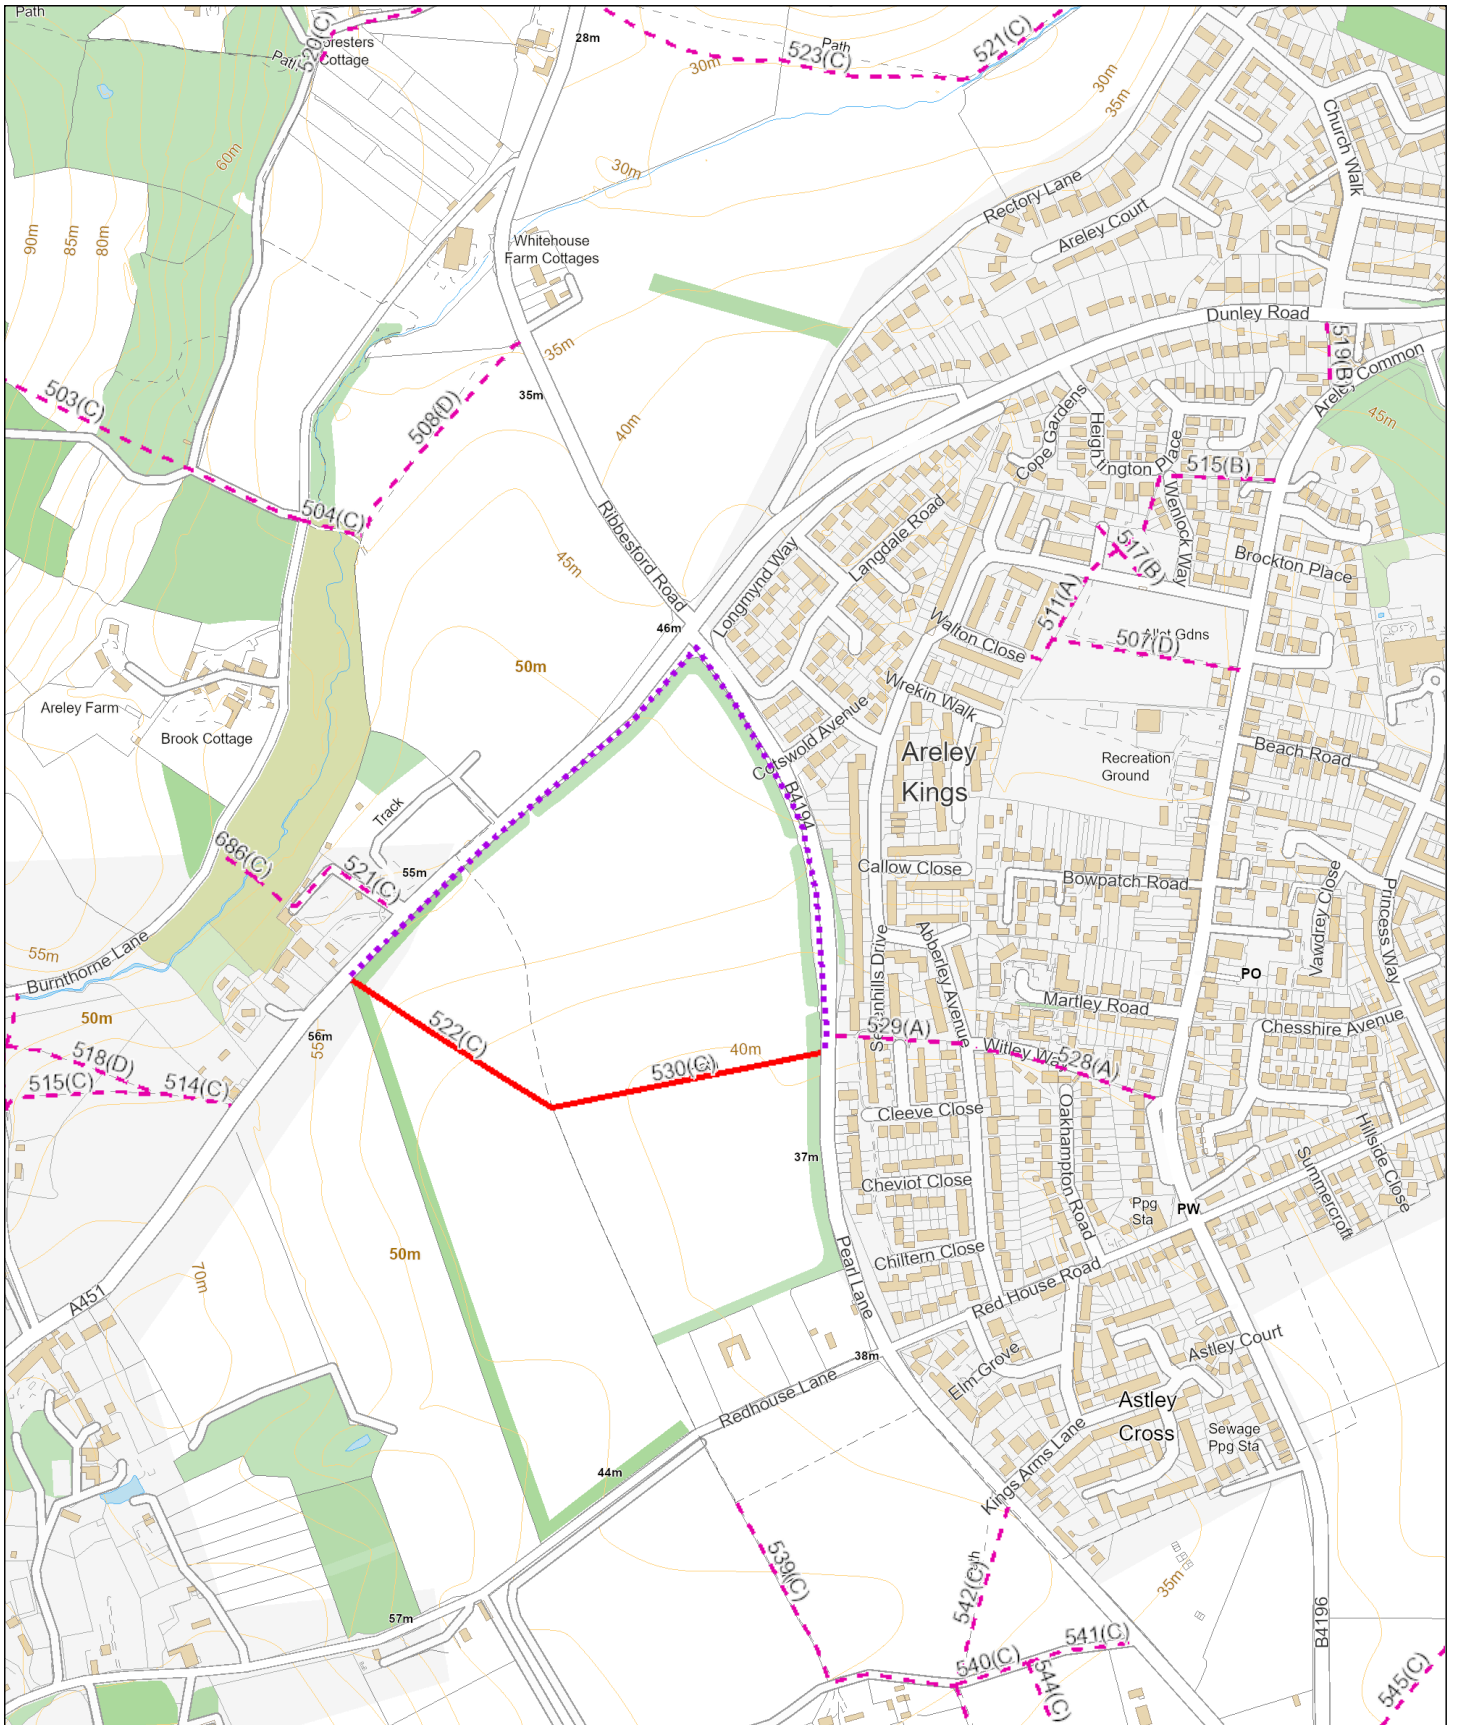 Path
520(C)
Foresters
Cottage
Path
28m
30m
523(C)
Path
521(C)
30m
35m
60m
90m
85m
80m
30m
Whitehouse
Farm Cottages
Rectory Lane
Areley Court
Church Walk
Dunley Road
519(B)
Areley Common
45m
35m
35m
503(C)
508(D)
40m
Cope Gardens
Heightington Place
515(B)
Wenlock Way
504(C)
Ribbesford Road
45m
Langdale Road
Longmynd Way
517(B)
Brockton Place
511(A)
Allot Gdns
507(D)
Walton Close
46m
50m
Wrekin Walk
Areley Farm
Brook Cottage
Cotswold Avenue
Areley
Kings
Recreation
Ground
Beach Road
B4194
Track
686(C)
521(C)
55m
Callow Close
Bowpatch Road
Vawdrey Close
Princess Way
Burnthorne Lane
55m
Abberley Avenue
PO
Martley Road
50m
56m
55m
522(C)
529(A)
Witley Way
528(A)
Chesshire Avenue
518(D)
515(C)
514(C)
40m
530(C)
Cleeve Close
Oakhampton Road
37m
Hillside Close
Summercroft
Cheviot Close
Ppg
Sta
PW
Chiltern Close
Pearl Lane
50m
70m
A451
Red House Road
38m
Elm Grove
Astley Court
Redhouse Lane
Astley
Cross
Sewage
Ppg Sta
44m
Kings Arms Lane
539(C)
542(C)
35m
57m
B4196
540(C)
541(C)
544(C)
545(C)